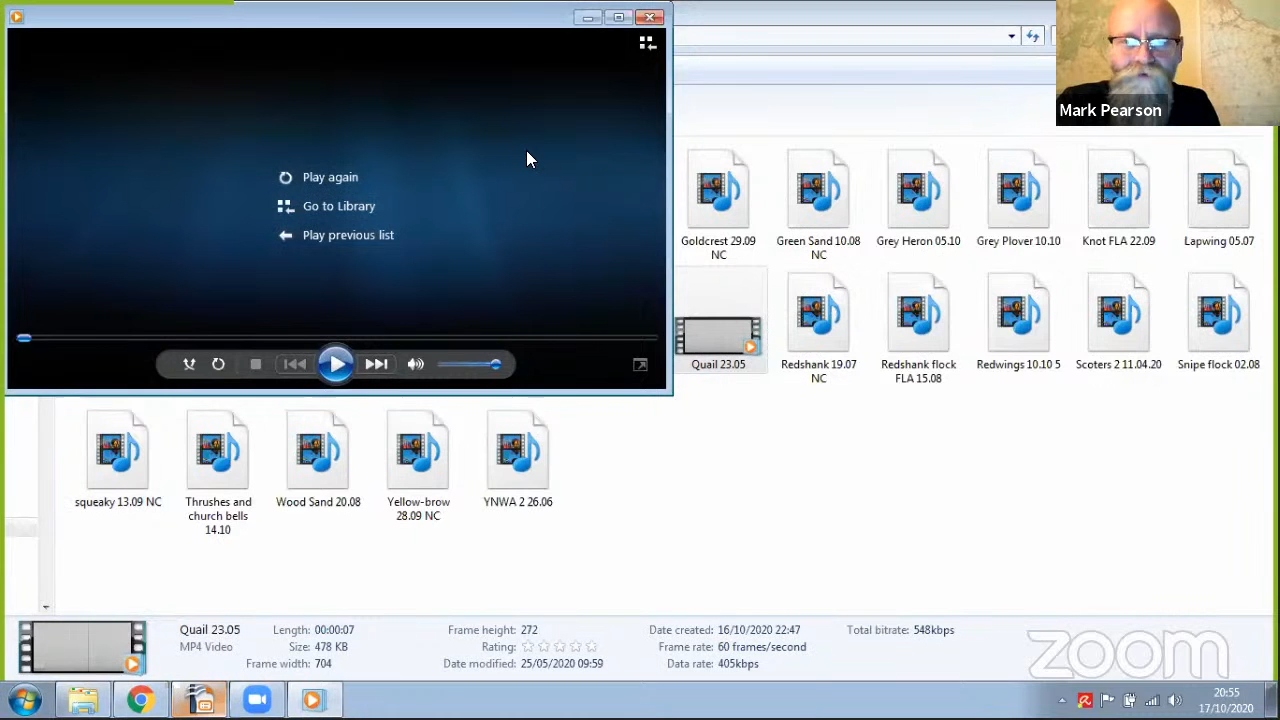 Mark Pearson
Play again
Go to Library
Play previous list
Goldcrest 29.09
NC
Green Sand 10.08
NC
Grey Heron 05.10
Grey Plover 10.10
Knot FLA 22.09
Lapwing 05.07
Quail 23.05
Redshank 19.07
NC
Redshank flock
FLA 15.08
Redwings 10.10 5
Scoters 2 11.04.20
Snipe flock 02.08
squeaky 13.09 NC
Thrushes and
church bells
14.10
Wood Sand 20.08
Yellow-brow
28.09 NC
YNWA 2 26.06
Quail 23.05
MP4 Video
Length: 00:00:07
Size: 478 KB
Frame width: 704
Frame height: 272
Rating:
Date modified: 25/05/2020 09:59
Date created: 16/10/2020 22:47
Frame rate: 60 frames/second
Data rate: 405kbps
Total bitrate: 548kbps
zoom
20:55
17/10/2020